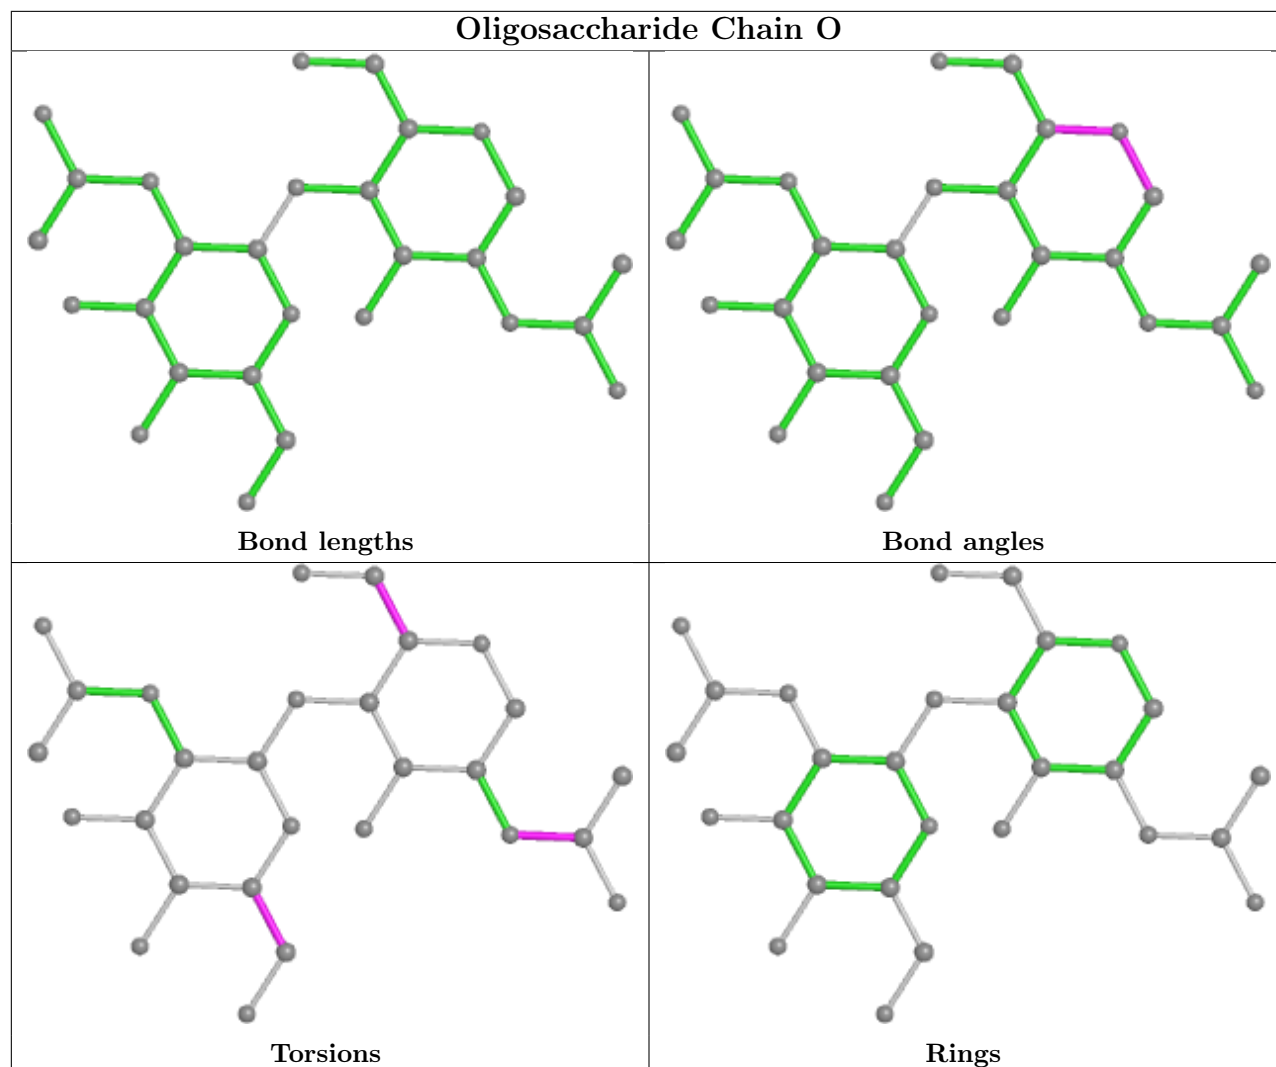 Oligosaccharide Chain O
Bond lengths
Bond angles
Torsions
Rings